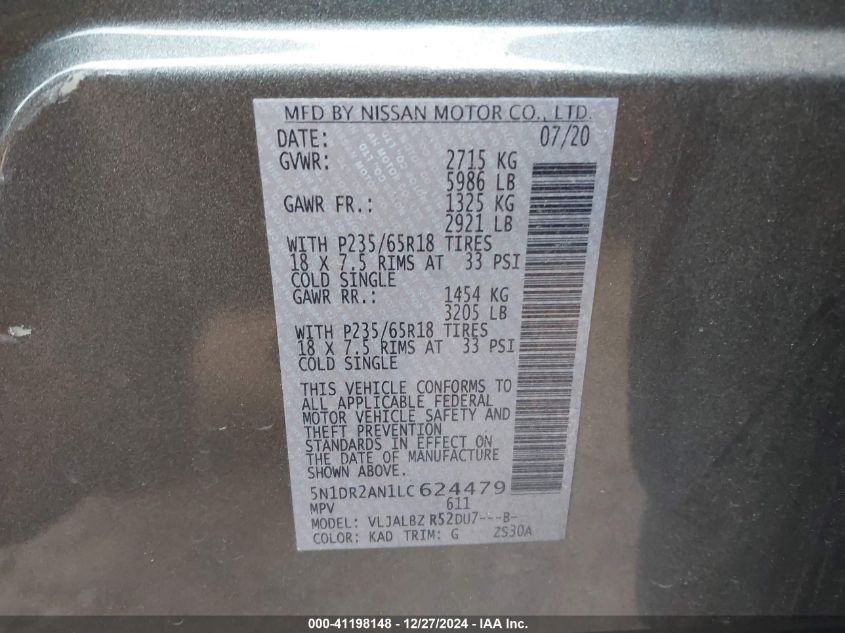 MFD BY NISSAN MOTOR CO., LTD.
DATE: 07/20
GVWR: 2715 KG
5986 LB
GAWR FR.: 1325 KG
2921 LB
WITH P235/65R18 TIRES
18 X 7.5 RIMS AT 33 PSI
COLD SINGLE
GAWR RR.: 1454 KG
3205 LB
WITH P235/65R18 TIRES
18 X 7.5 RIMS AT 33 PSI
COLD SINGLE
THIS VEHICLE CONFORMS TO
ALL APPLICABLE FEDERAL
MOTOR VEHICLE SAFETY AND
THEFT PREVENTION
STANDARDS IN EFFECT ON
THE DATE OF MANUFACTURE
SHOWN ABOVE.
5N1DR2AN1LC624479
MPV 611
MODEL: VLJALBZ R52DU7---B-
COLOR: KAD TRIM: G ZS30A
000-41198148 - 12/27/2024 - IAA Inc.